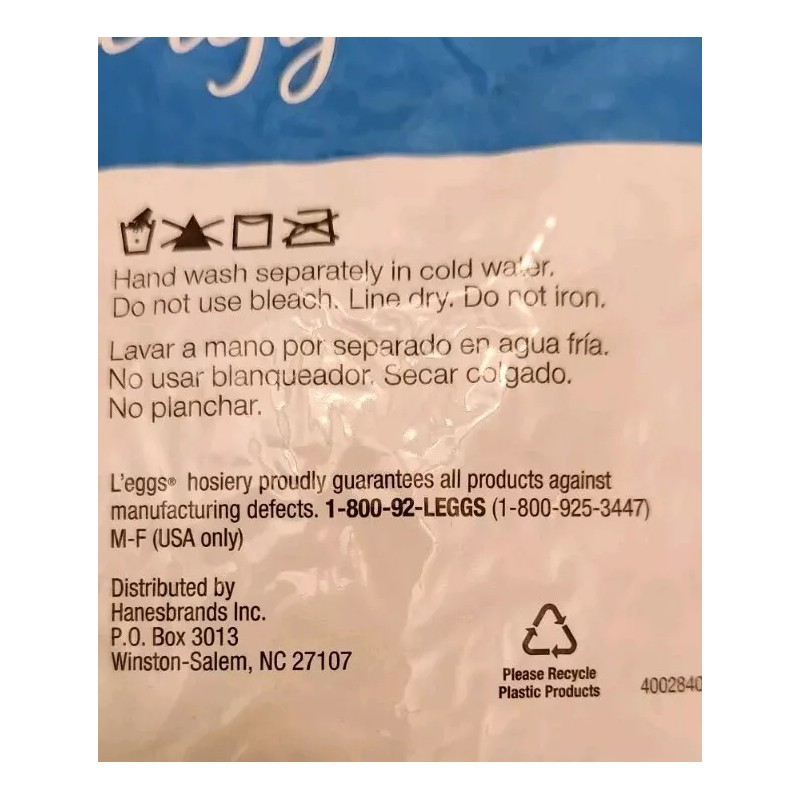 Hand wash separately in cold water.
Do not use bleach. Line dry. Do not iron.
Lavar a mano por separado en agua fría.
No usar blanqueador. Secar colgado.
No planchar.
L'eggs® hosiery proudly guarantees all products against
manufacturing defects. 1-800-92-LEGGS (1-800-925-3447)
M-F (USA only)
Distributed by
Hanesbrands Inc.
P.O. Box 3013
Winston-Salem, NC 27107
Please Recycle
Plastic Products
4002840